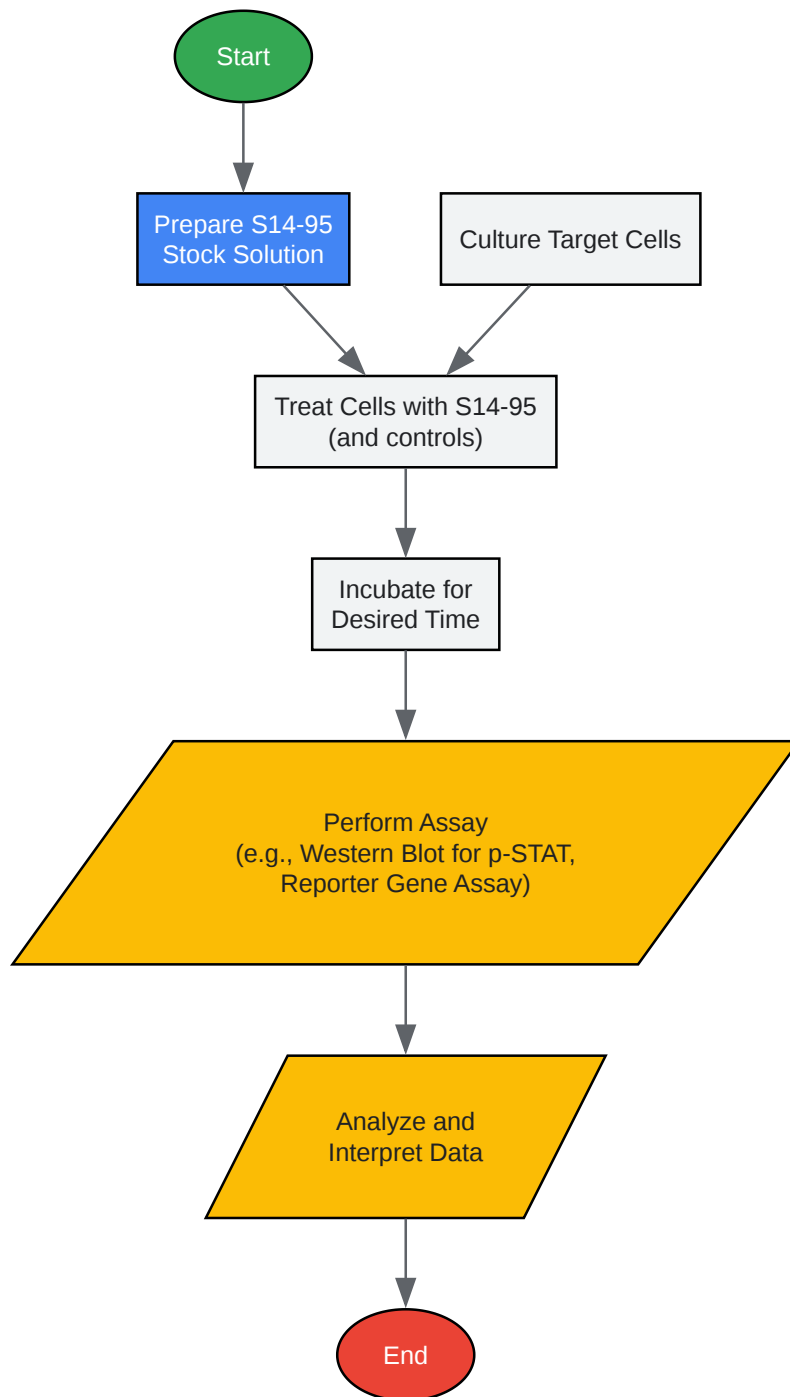 Start
Prepare S14-95
Stock Solution
Culture Target Cells
Treat Cells with S14-95
(and controls)
Incubate for
Desired Time
Perform Assay
(e.g., Western Blot for p-STAT,
Reporter Gene Assay)
Analyze and
Interpret Data
End